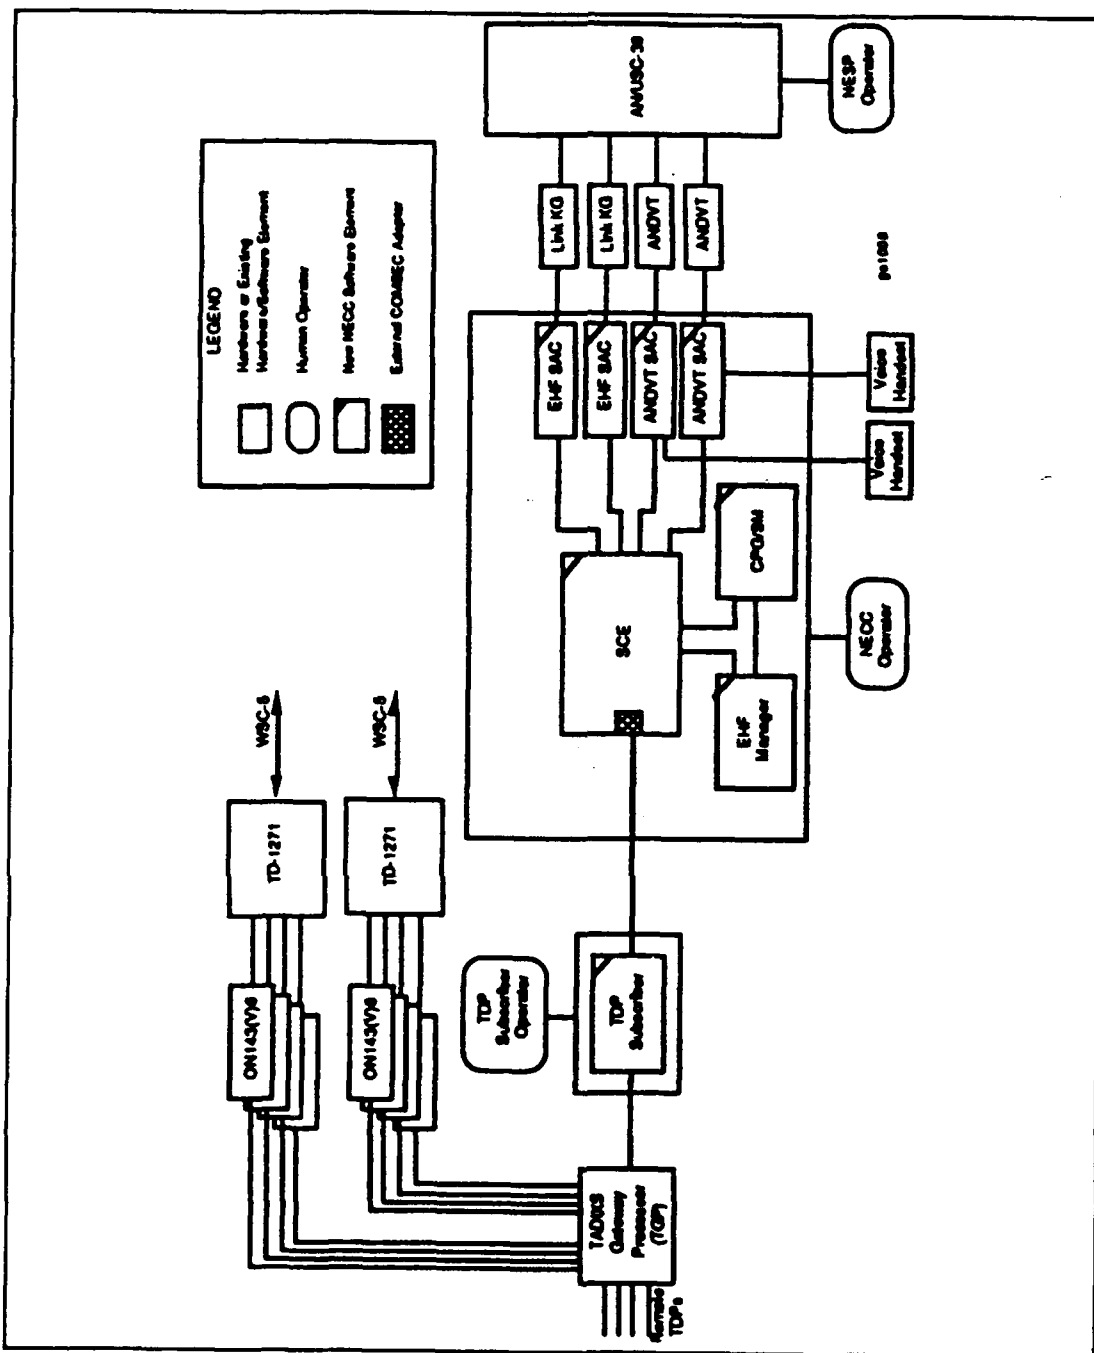 LEGEND
Hardware or Existing
Hardware/Software Element
Human Operator
New NECC Software Element
External COMSEC Adapter
WSC-5
TD-1271
ON143(V)6
WSC-5
TD-1271
ON143(V)6
TADIXS
Gateway
Processor
(TGP)
Remote
TDPs
TDP
Subscriber
Operator
TDP
Subscriber
SCE
EHF
Manager
CPG/SM
EHF SAC
EHF SAC
ANDVT SAC
ANDVT SAC
Link KG
Link KG
ANDVT
ANDVT
AN/USC-38
NESP
Operator
NECC
Operator
Voice
Handset
Voice
Handset